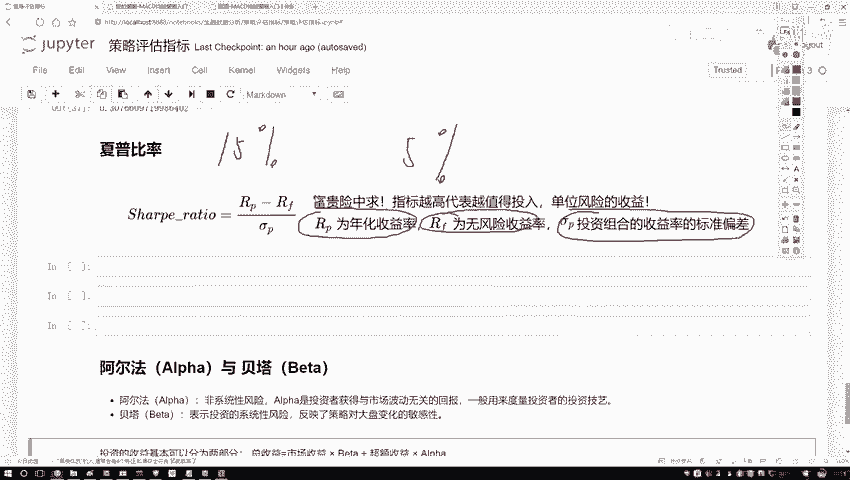 jupyter 策略评估指标 Last Checkpoint: an hour ago (autosaved)
File Edit View Insert Cell Kernel Widgets Help
Trusted
Markdown
夏普比率
15% 5%
Sharpe_ratio = (R_p − R_f) / σ_p
富贵险中求！指标越高代表越值得投入，单位风险的收益！
R_p 为年化收益率，R_f 为无风险收益率，σ_p 投资组合的收益率的标准偏差
In [ ]:
In [ ]:
In [ ]:
阿尔法（Alpha）与 贝塔（Beta）
阿尔法（Alpha）：非系统性风险，Alpha是投资者获得与市场波动无关的回报，一般用来度量投资者的投资技艺。
贝塔（Beta）：表示投资的系统性风险，反映了策略对大盘变化的敏感性。
投资的收益基本可以分为两部分： 总收益=市场收益 × Beta + 超额收益 × Alpha